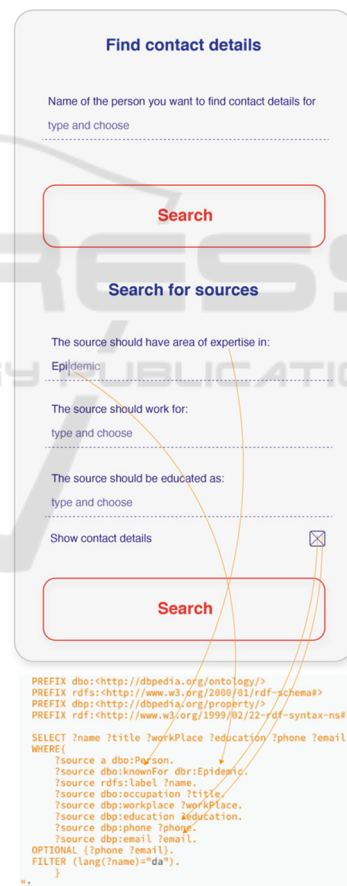 Find contact details
Name of the person you want to find contact details for
type and choose
Search
Search for sources
The source should have area of expertise in:
Epidemic
The source should work for:
type and choose
The source should be educated as:
type and choose
Show contact details
Search
PREFIX dbo:<http://dbpedia.org/ontology/>
PREFIX rdfs:<http://www.w3.org/2000/01/rdf-schema#>
PREFIX dbp:<http://dbpedia.org/property/>
PREFIX rdf:<http://www.w3.org/1999/02/22-rdf-syntax-ns#
SELECT ?name ?title ?workPlace ?education ?phone ?email
WHERE{
?source a dbo:Person.
?source dbo:knownFor dbr:Epidemic.
?source rdfs:label ?name.
?source dbo:occupation ?title.
?source dbp:workplace ?workPlace.
?source dbp:education ?education.
?source dbp:phone ?phone.
?source dbp:email ?email.
OPTIONAL {?phone ?email}.
FILTER (lang(?name)="da").
}
";